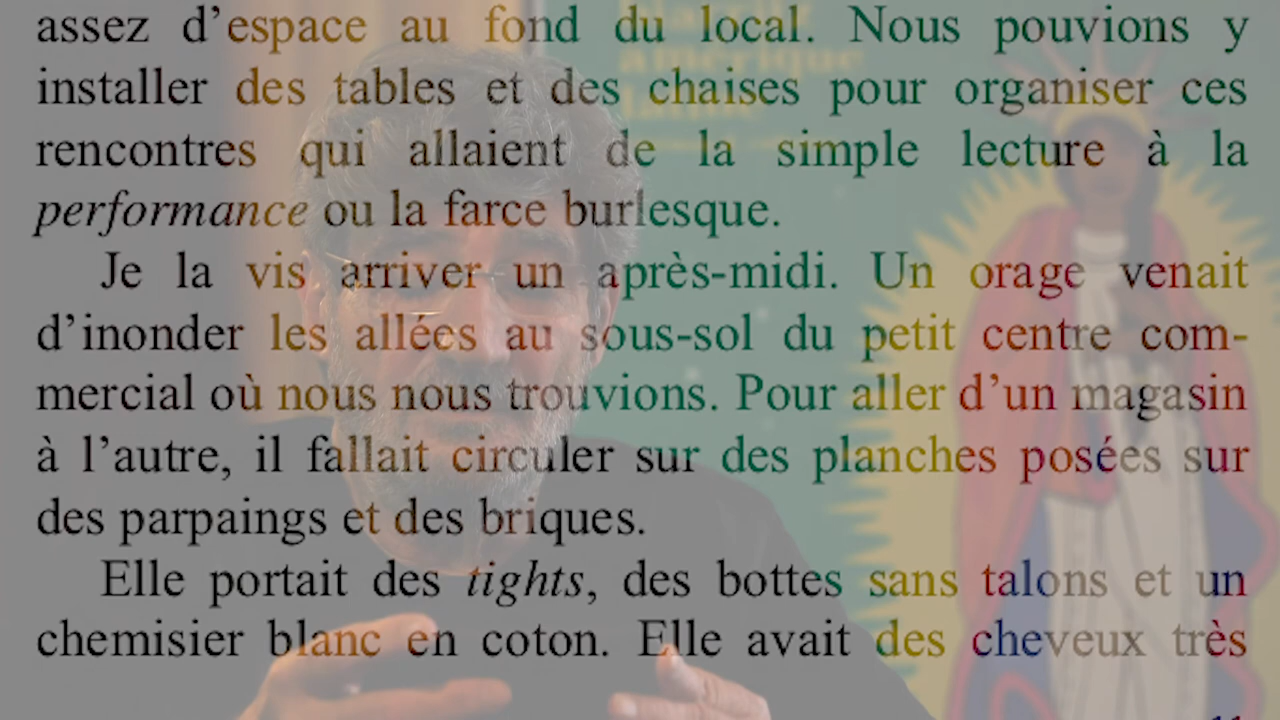 biarritz
amérique
latine
assez d’espace au fond du local. Nous pouvions y
installer des tables et des chaises pour organiser ces
rencontres qui allaient de la simple lecture à la
performance ou la farce burlesque.
Je la vis arriver un après-midi. Un orage venait
d’inonder les allées au sous-sol du petit centre com-
mercial où nous nous trouvions. Pour aller d’un magasin
à l’autre, il fallait circuler sur des planches posées sur
des parpaings et des briques.
Elle portait des tights, des bottes sans talons et un
chemisier blanc en coton. Elle avait des cheveux très